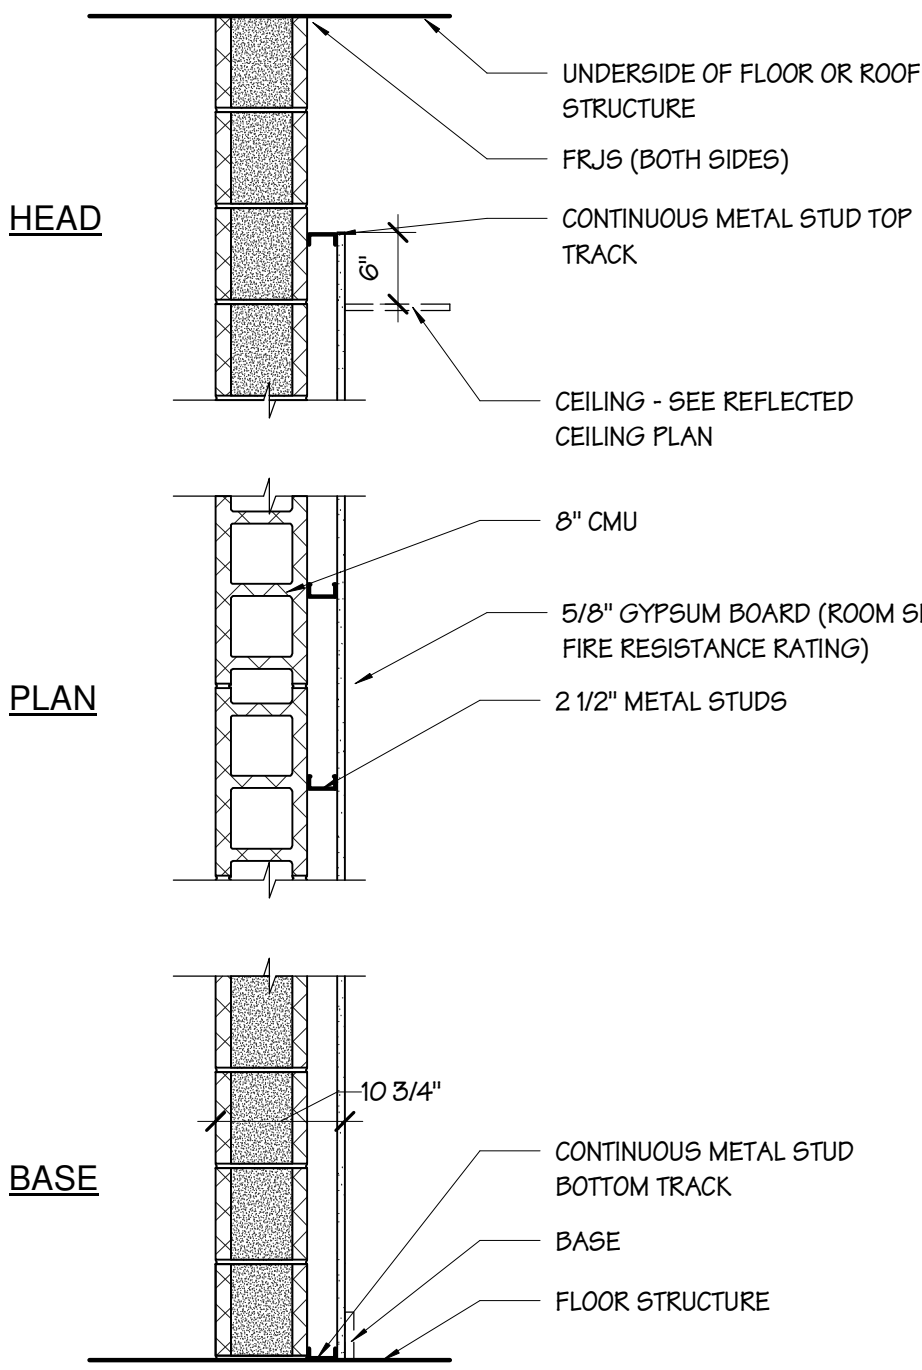 UNDERSIDE OF FLOOR OR ROOF
STRUCTURE
FRJS (BOTH SIDES)
HEAD
CONTINUOUS METAL STUD TOP
TRACK
6"
CEILING - SEE REFLECTED
CEILING PLAN
8" CMU
5/8" GYPSUM BOARD (ROOM
FIRE RESISTANCE RATING)
PLAN
2 1/2" METAL STUDS
10 3/4"
BASE
CONTINUOUS METAL STUD
BOTTOM TRACK
BASE
FLOOR STRUCTURE